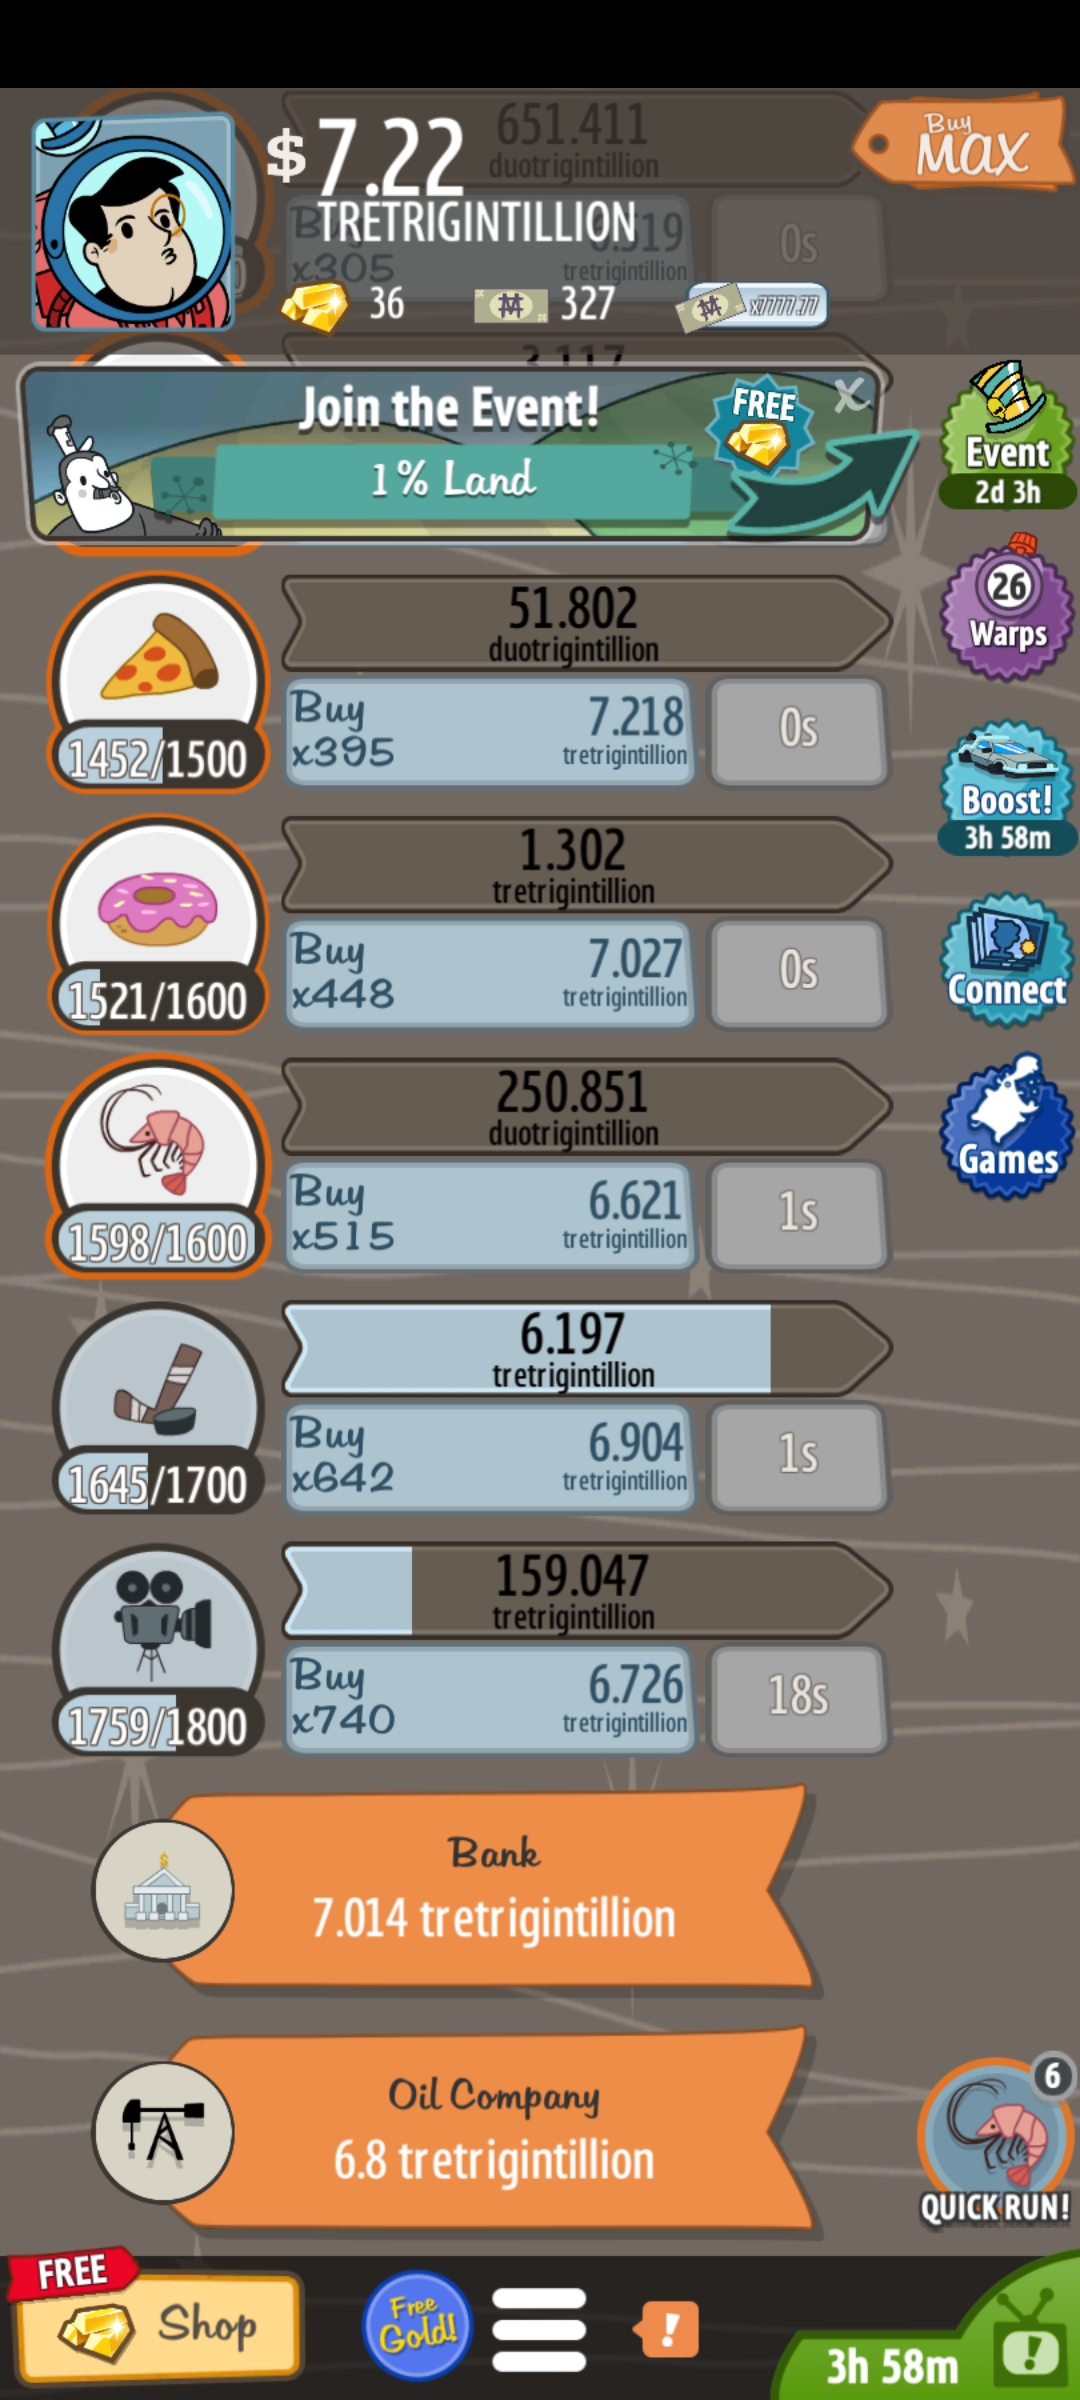 651.411
duotrigintillion
$7.22
TRETRIGINTILLION
Buy
MAX
x305
6.519
tretrigintillion
0s
36
327
x7777.77
3.117
Join the Event!
1% Land
FREE
X
Event
2d 3h
51.802
duotrigintillion
Buy
x395
7.218
tretrigintillion
0s
1452/1500
26
Warps
1.302
tretrigintillion
Buy
x448
7.027
tretrigintillion
0s
1521/1600
Boost!
3h 58m
Connect
250.851
duotrigintillion
Buy
x515
6.621
tretrigintillion
1s
1598/1600
Games
6.197
tretrigintillion
Buy
x642
6.904
tretrigintillion
1s
1645/1700
159.047
tretrigintillion
Buy
x740
6.726
tretrigintillion
18s
1759/1800
Bank
7.014 tretrigintillion
Oil Company
6.8 tretrigintillion
6
QUICK RUN!
FREE
Shop
Free
Gold!
!
3h 58m
!